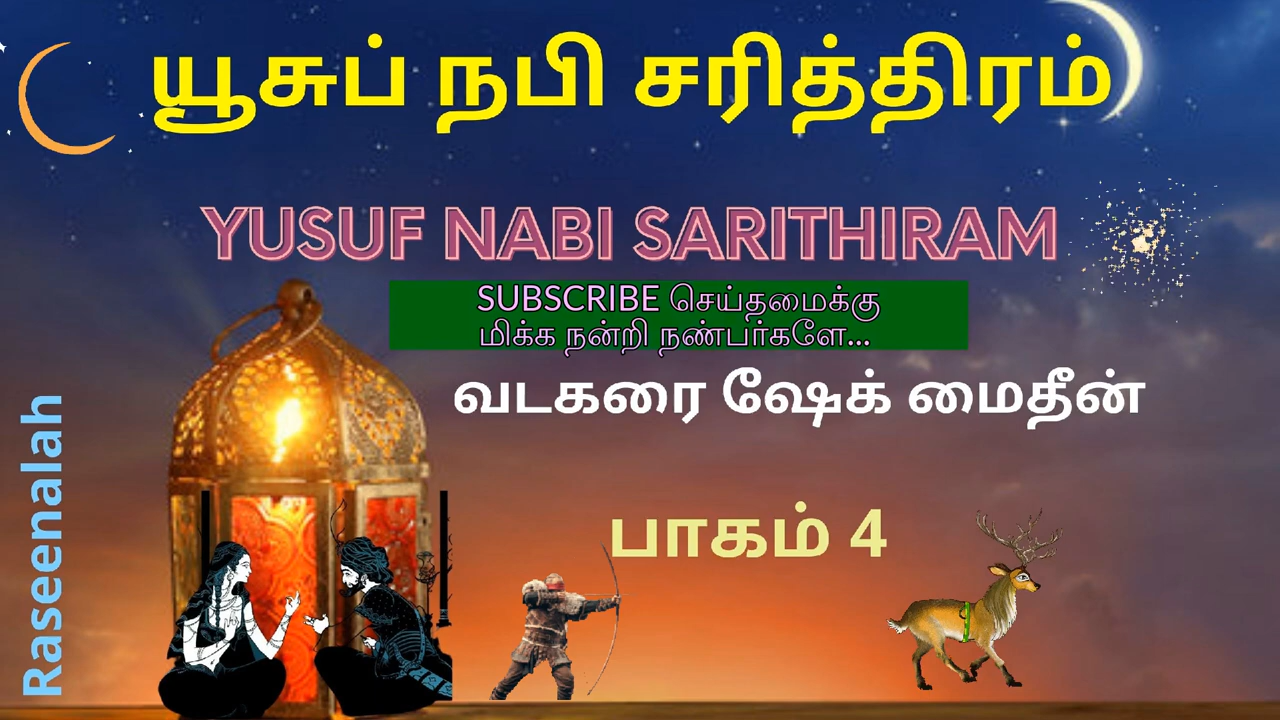 யூசுப் நபி சரித்திரம்
YUSUF NABI SARITHIRAM
SUBSCRIBE செய்தமைக்கு
மிக்க நன்றி நண்பர்களே...
வடகரை ஷேக் மைதீன்
பாகம் 4
Raseenalah